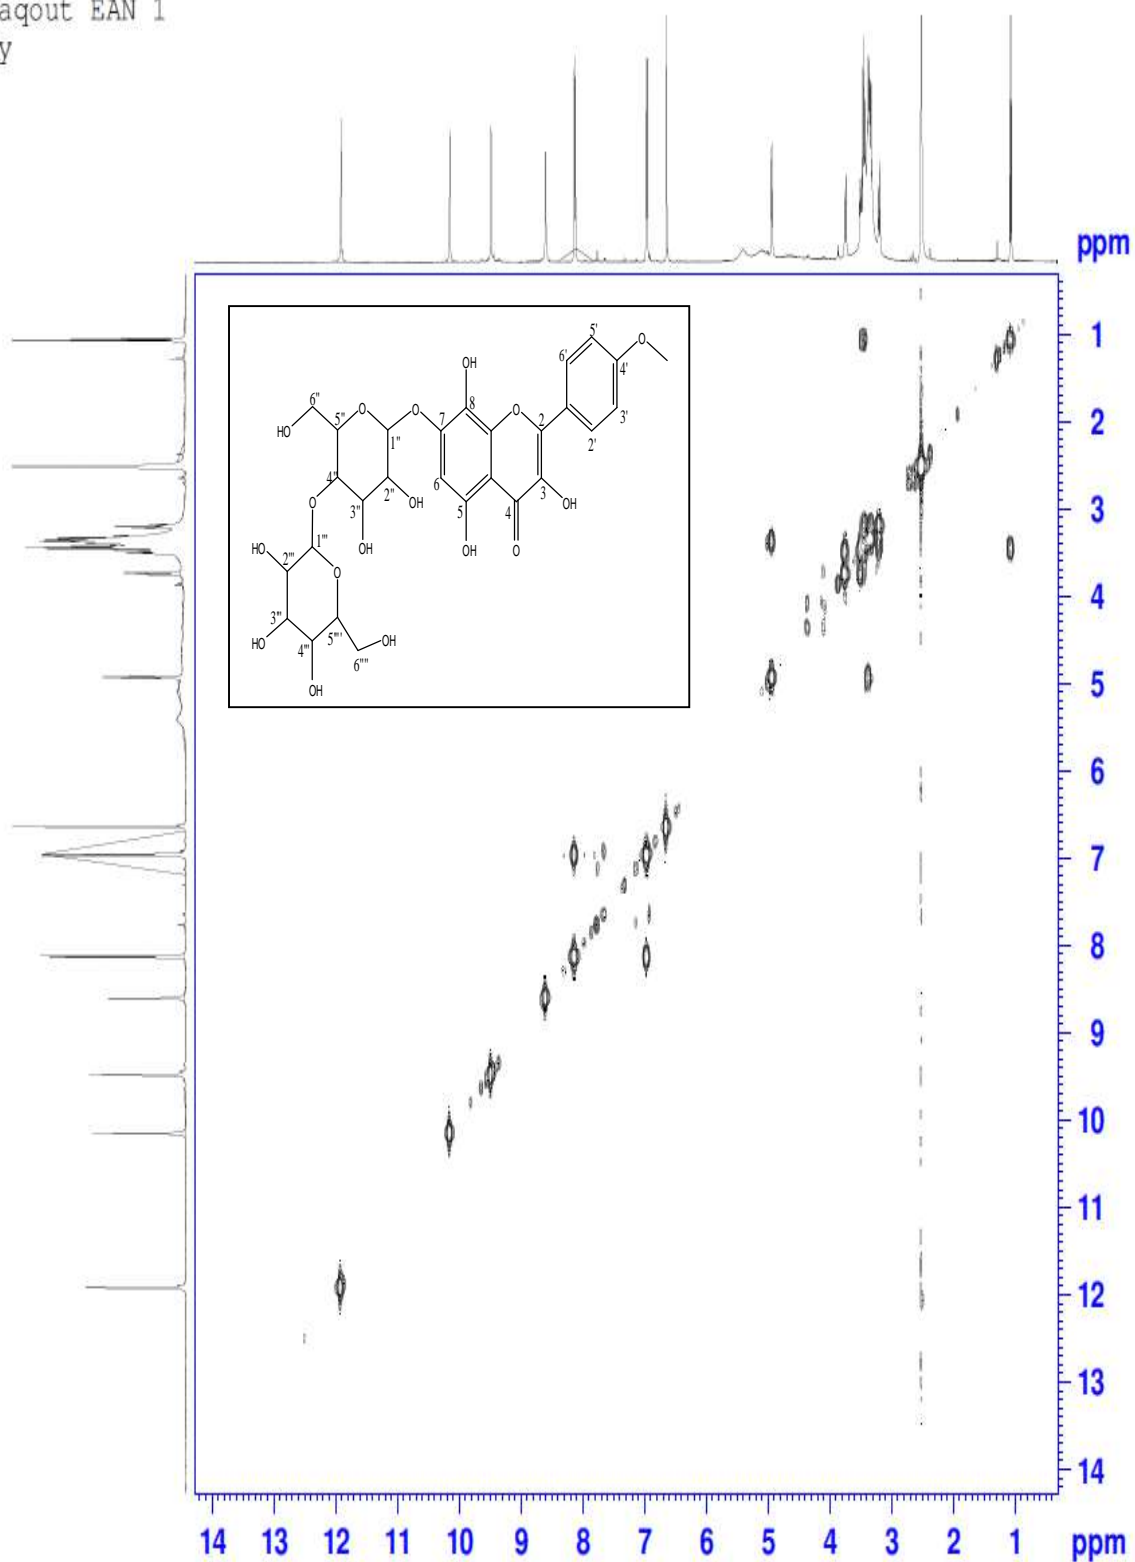 aqout EAN 1
y
ppm
5'
O
6'
4'
OH
3'
6''
8
O
2
O
O
HO
5''
7
2'
1''
4''
6
3
O
2''
OH
OH
3''
5
4
1'''
HO
2'''
OH
OH
O
O
3'''
5'''
OH
HO
4'''
6'''
OH
1
2
3
4
5
6
7
8
9
10
11
12
13
14
14 13 12 11 10 9 8 7 6 5 4 3 2 1 ppm